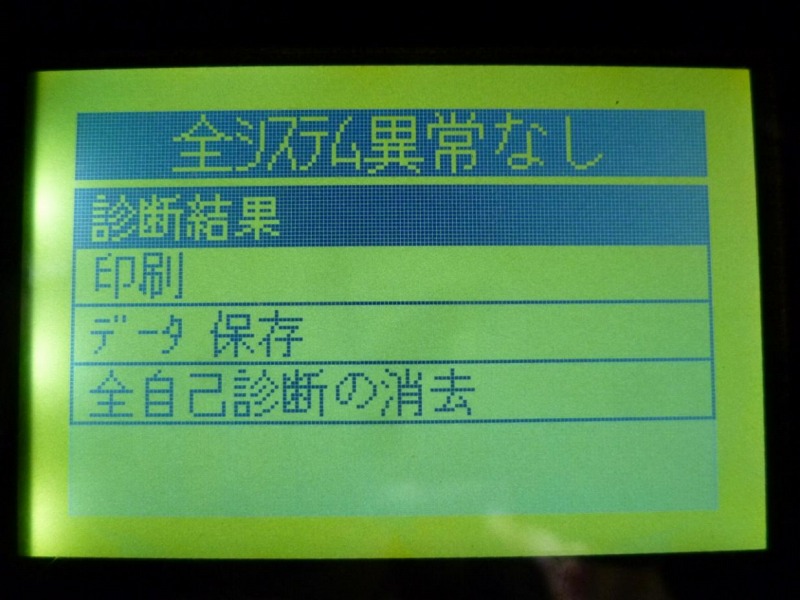 全ｼｽﾃﾑ異常なし
診断結果
印刷
ﾃﾞｰﾀ 保存
全自己診断の消去